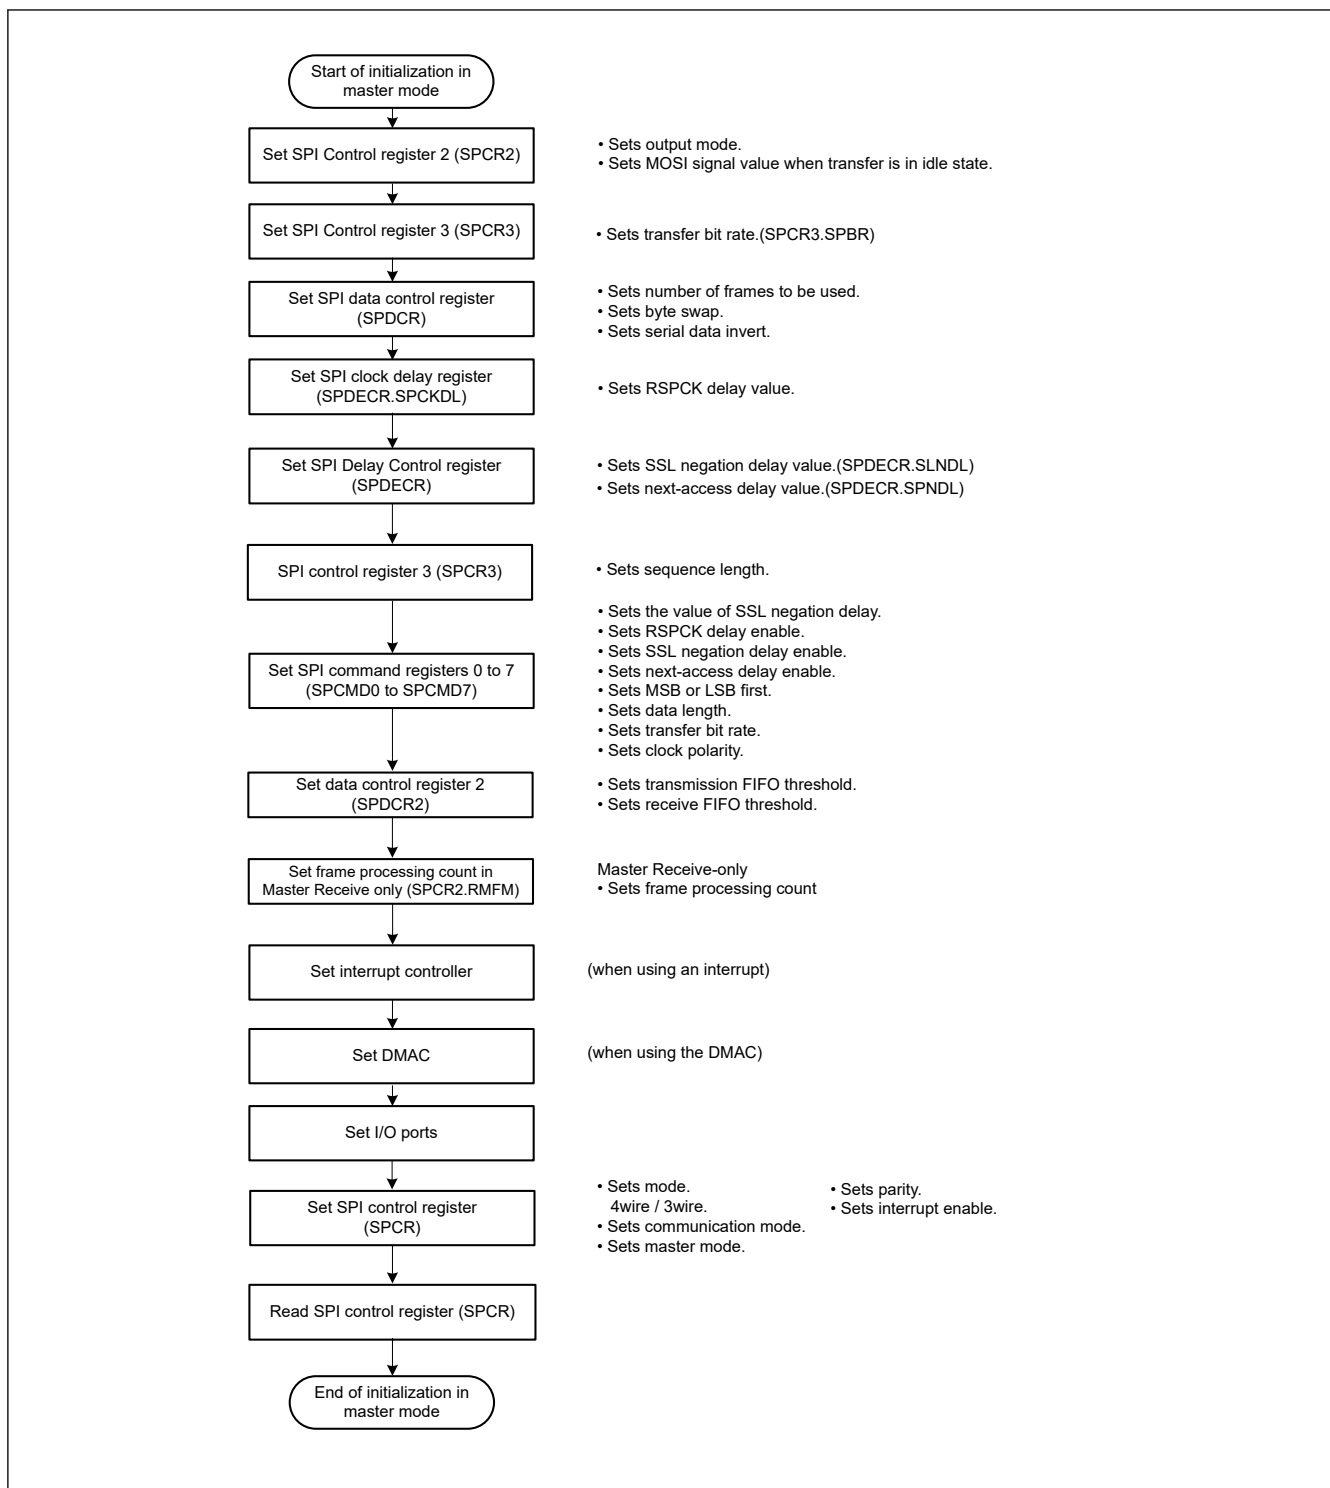 Start of initialization in
master mode
Set SPI Control register 2 (SPCR2)
• Sets output mode.
• Sets MOSI signal value when transfer is in idle state.
Set SPI Control register 3 (SPCR3)
• Sets transfer bit rate.(SPCR3.SPBR)
Set SPI data control register
(SPDCR)
• Sets number of frames to be used.
• Sets byte swap.
• Sets serial data invert.
Set SPI clock delay register
(SPDECR.SPCKDL)
• Sets RSPCK delay value.
Set SPI Delay Control register
(SPDECR)
• Sets SSL negation delay value.(SPDECR.SLNDL)
• Sets next-access delay value.(SPDECR.SPNDL)
SPI control register 3 (SPCR3)
• Sets sequence length.
Set SPI command registers 0 to 7
(SPCMD0 to SPCMD7)
• Sets the value of SSL negation delay.
• Sets RSPCK delay enable.
• Sets SSL negation delay enable.
• Sets next-access delay enable.
• Sets MSB or LSB first.
• Sets data length.
• Sets transfer bit rate.
• Sets clock polarity.
Set data control register 2
(SPDCR2)
• Sets transmission FIFO threshold.
• Sets receive FIFO threshold.
Set frame processing count in
Master Receive only (SPCR2.RMFM)
Master Receive-only
• Sets frame processing count
Set interrupt controller
(when using an interrupt)
Set DMAC
(when using the DMAC)
Set I/O ports
Set SPI control register
(SPCR)
• Sets mode.
4wire / 3wire.
• Sets communication mode.
• Sets master mode.
• Sets parity.
• Sets interrupt enable.
Read SPI control register (SPCR)
End of initialization in
master mode